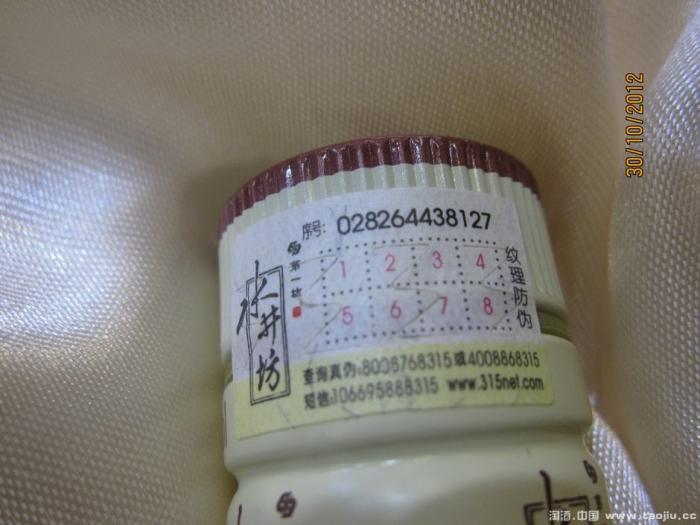 30/10/2012
序号: 028264438127
第一坊
水井坊
1 2 3 4
5 6 7 8
纹理防伪
查询真伪:8008768315或4008868315
短信:106695888315 www.315net.com
淘酒.中国 www.taojiu.cc